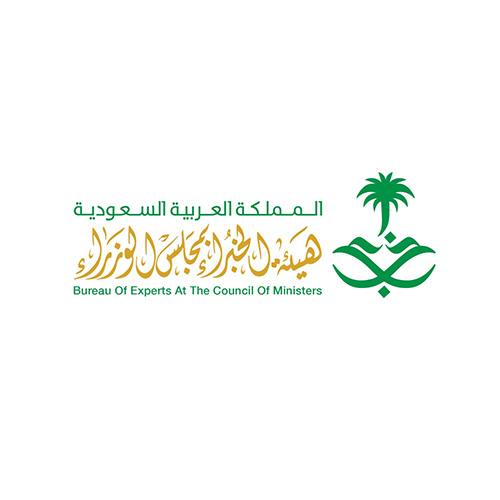 المملكة العربية السعودية
هيئة الخبراء بمجلس الوزراء
Bureau Of Experts At The Council Of Ministers